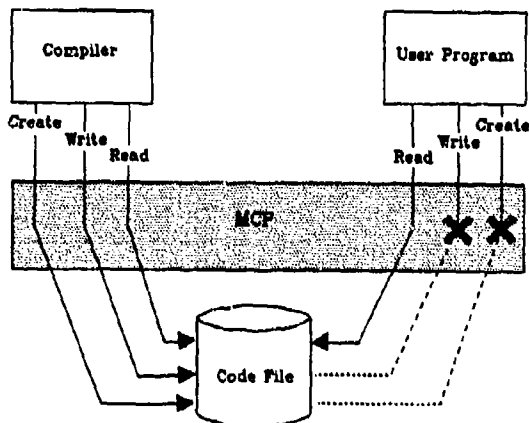 Compiler
User Program
Create
Write
Read
Read
Write
Create
MCP
Code File